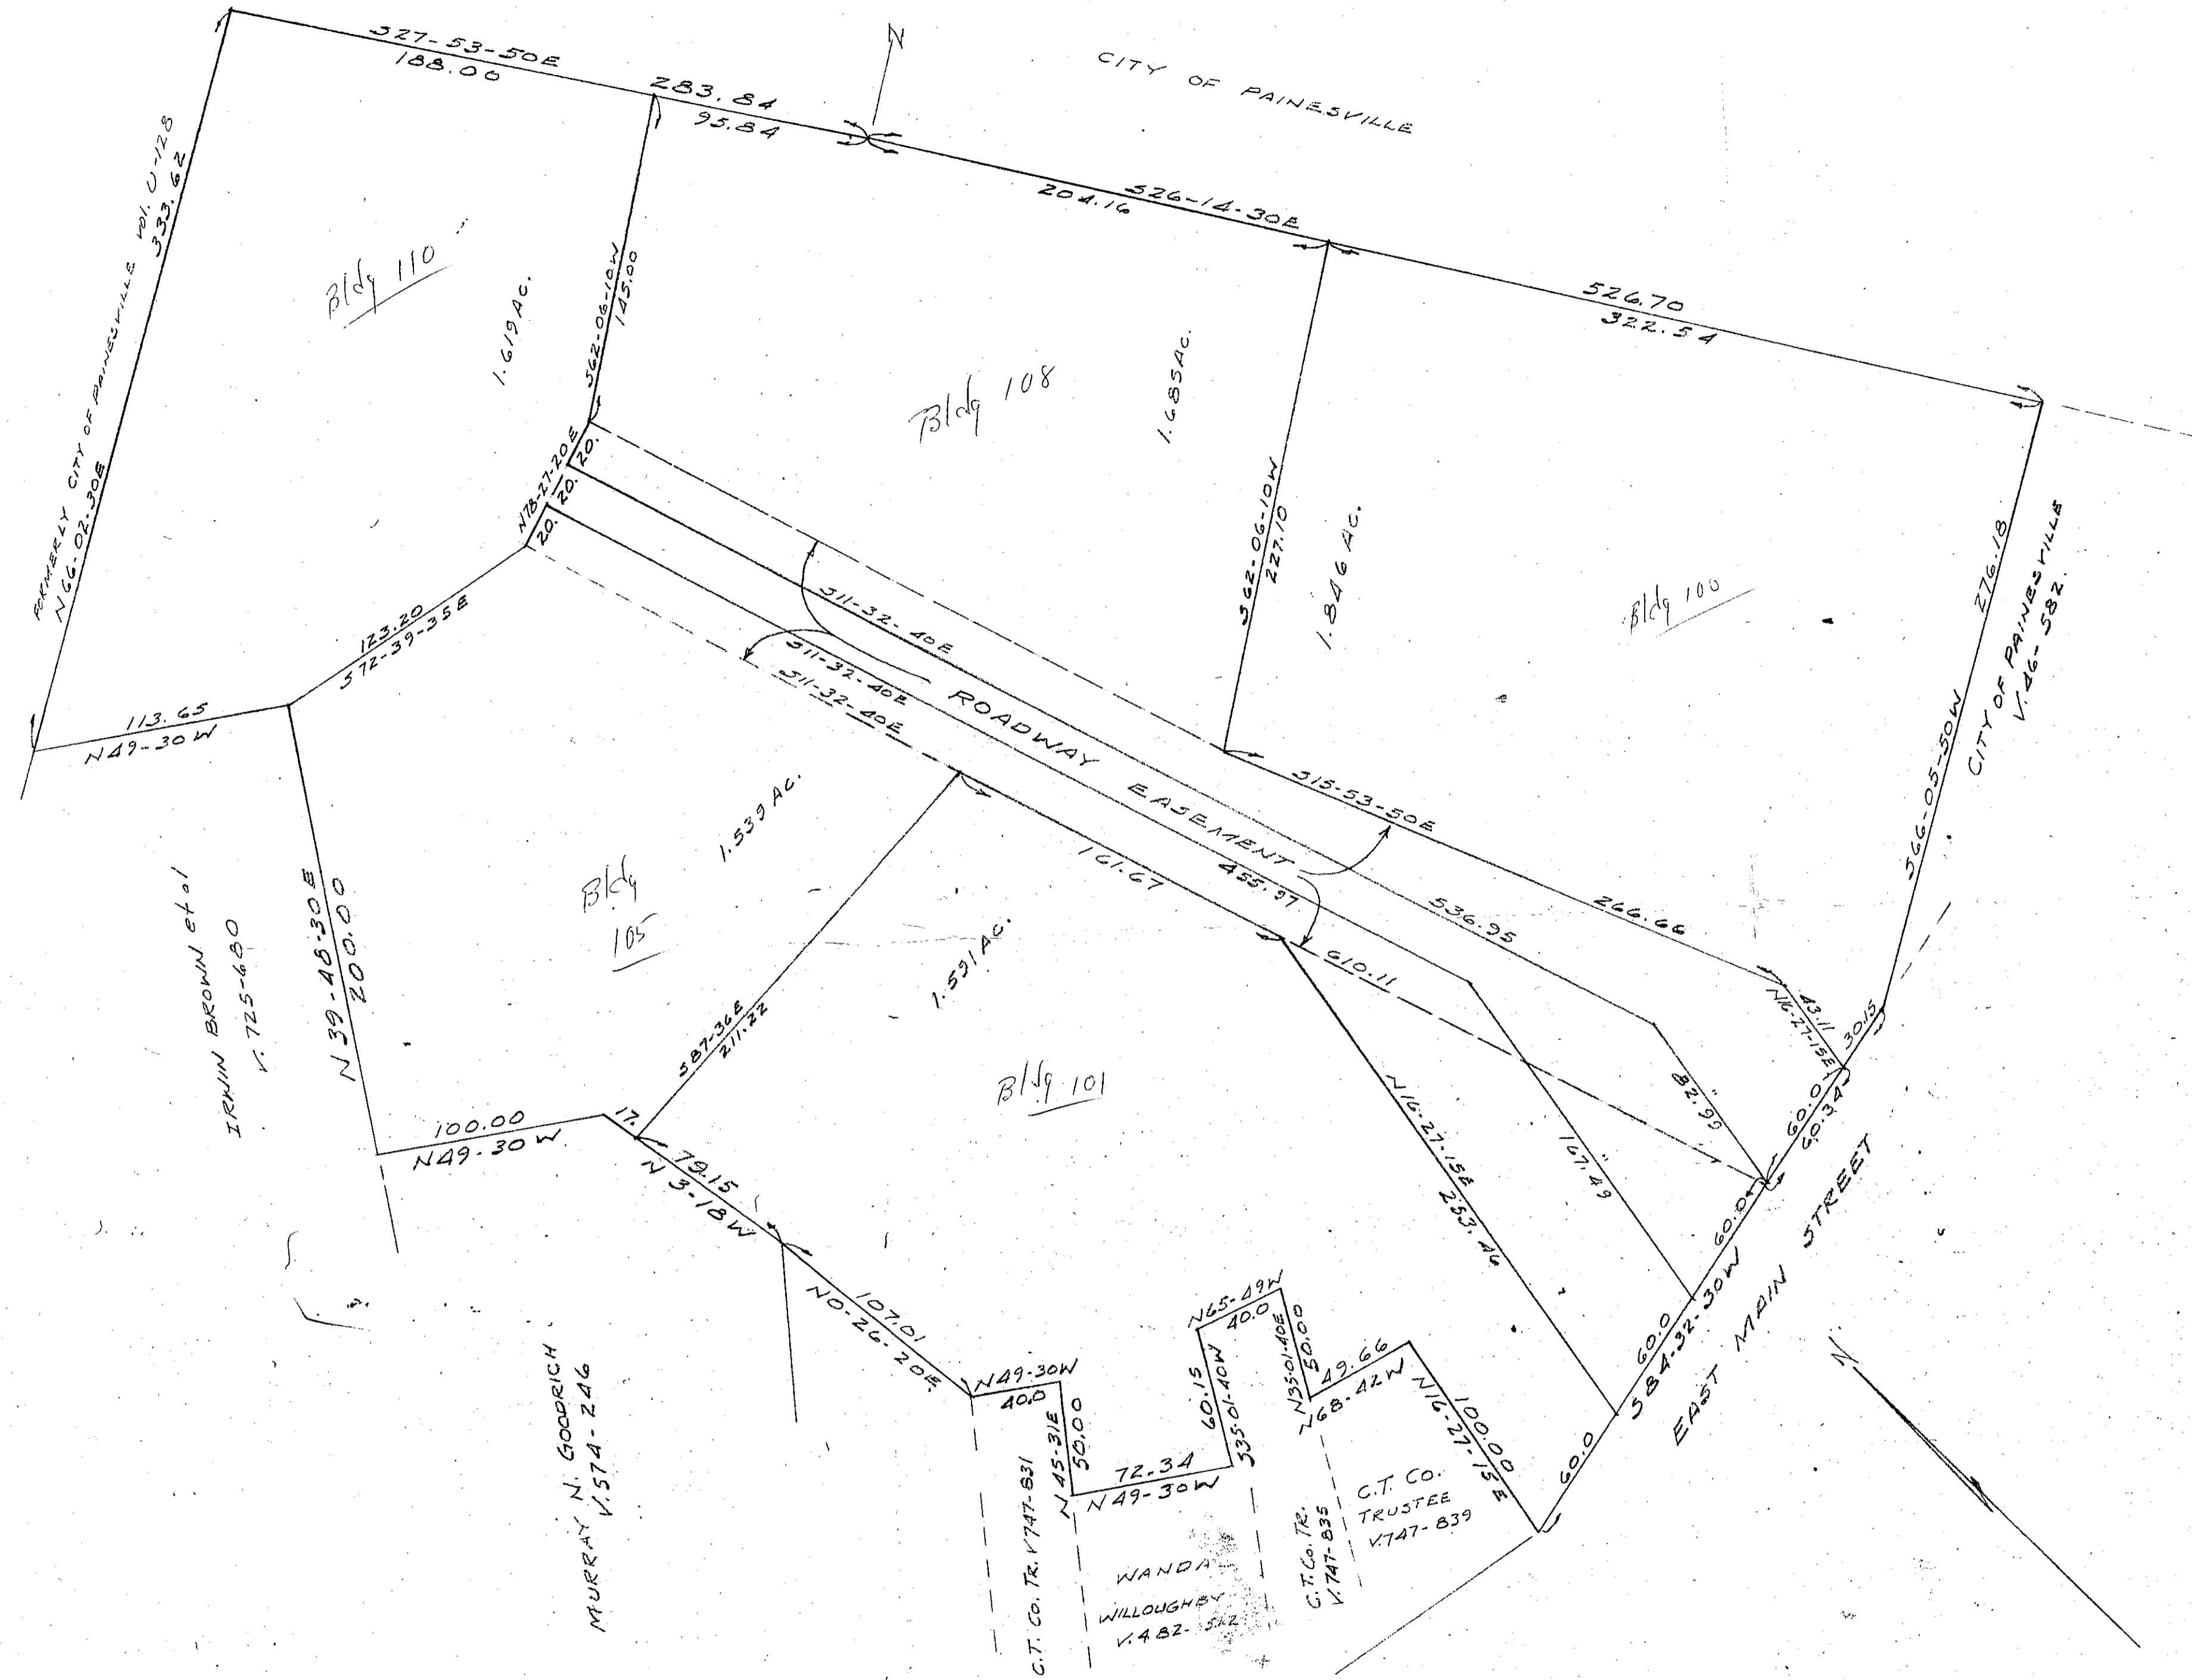 N
CITY OF PAINESVILLE
S27-53-50E
188.00
283.84
95.84
S26-14-30E
204.16
526.70
322.54
FORMERLY CITY OF PAINESVILLE Vol. U-128
N66-02-30E 333.62
Bldg 110
1.619 Ac.
S62-06-10W
145.00
Bldg 108
1.685 Ac.
S62-06-10W
227.10
1.846 Ac.
Bldg 100
276.18
S66-05-50W
CITY OF PAINESVILLE
V.46-582.
N78-27-20E
20.
20.
20.
123.20
S72-39-35E
113.65
N49-30W
S11-32-40E
S11-32-40E
S11-32-40E
ROADWAY EASEMENT
S15-53-50E
266.66
161.67
455.97
536.95
610.11
N16-27-15E
43.11
30.15
60.0
60.34
82.99
"
167.49
"
60.0
IRWIN BROWN et al
V. 725-680
N39-48-30E
200.00
Bldg
105
1.539 Ac.
S87-36E
211.22
1.591 Ac.
Bldg 101
N16-27-15E 253.46
100.00
N49-30W.
17.
79.15
N3-18W
107.01
N0-26-20E.
MURRAY N. GOODRICH
V.574-246
N49-30W
40.0
N45-31E
50.00
72.34
N49-30W
60.15
S35-01-40W
N65-49W
40.0
N35-01-40E
50.00
49.66
N68-42W
100.00
N16-27-15E
60.0
60.0
S84-32-30W
EAST MAIN STREET
N
C.T. Co. TR. V747-831
WANDA
WILLOUGHBY
V.482-
C.T. Co. TR.
V.747-835
C.T. Co.
TRUSTEE
V.747-839